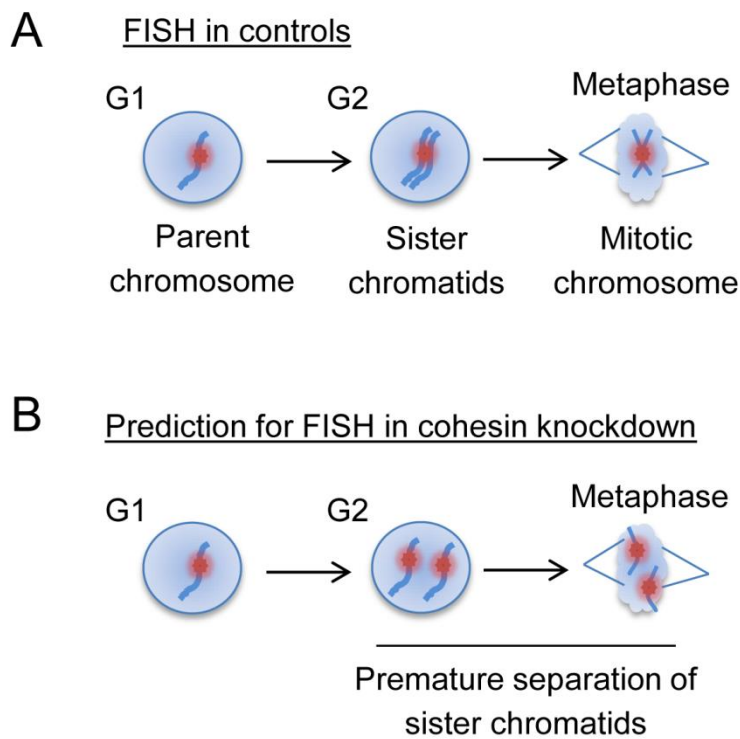 A
FISH in controls
G1
G2
Metaphase
Parent
chromosome
Sister
chromatids
Mitotic
chromosome
B
Prediction for FISH in cohesin knockdown
G1
G2
Metaphase
Premature separation of
sister chromatids